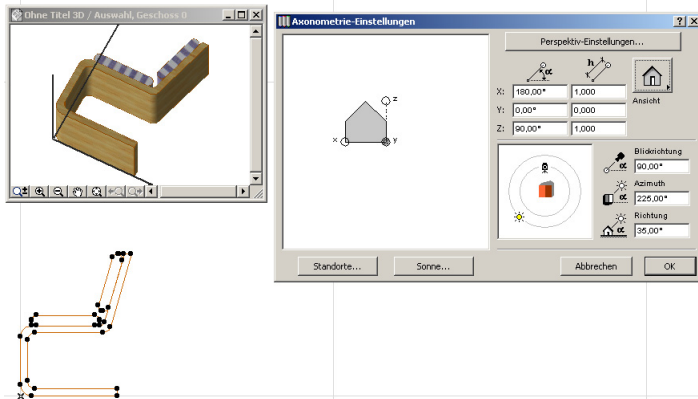 Ohne Titel 3D / Auswahl, Geschoss 0
Axonometrie-Einstellungen
Perspektiv-Einstellungen...
α
h
X: 180,00° 1,000
Y: 0,00° 0,000
Z: 90,00° 1,000
Ansicht
z
x
y
Blickrichtung
α 90,00°
Azimuth
α 225,00°
Richtung
α 35,00°
Standorte...
Sonne...
Abbrechen
OK